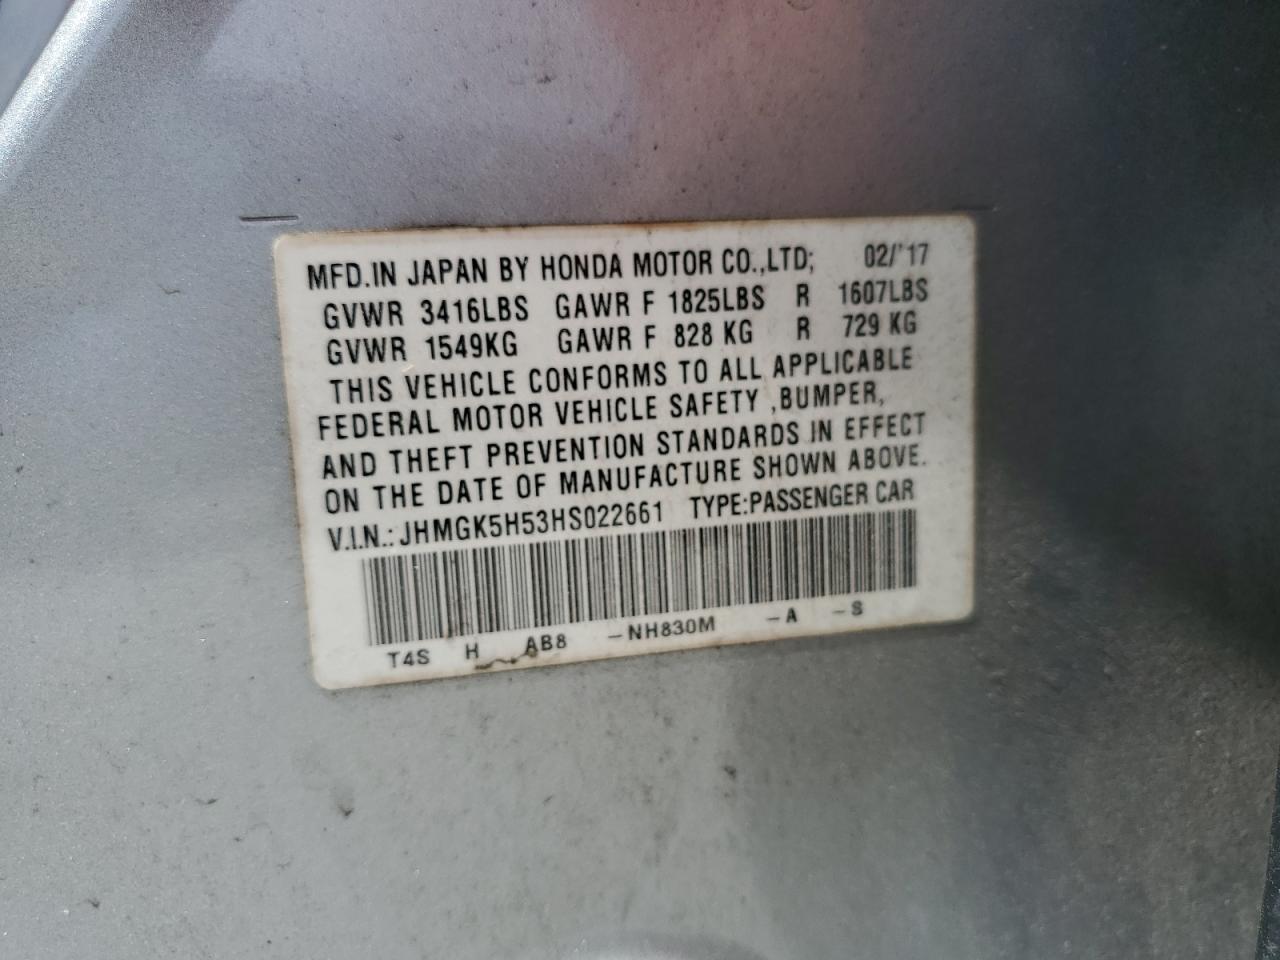 MFD.IN JAPAN BY HONDA MOTOR CO.,LTD; 02/'17
GVWR 3416LBS GAWR F 1825LBS R 1607LBS
GVWR 1549KG GAWR F 828 KG R 729 KG
THIS VEHICLE CONFORMS TO ALL APPLICABLE
FEDERAL MOTOR VEHICLE SAFETY ,BUMPER,
AND THEFT PREVENTION STANDARDS IN EFFECT
ON THE DATE OF MANUFACTURE SHOWN ABOVE.
V.I.N.: JHMGK5H53HS022661 TYPE:PASSENGER CAR
T4S H AB8 -NH830M -A -S